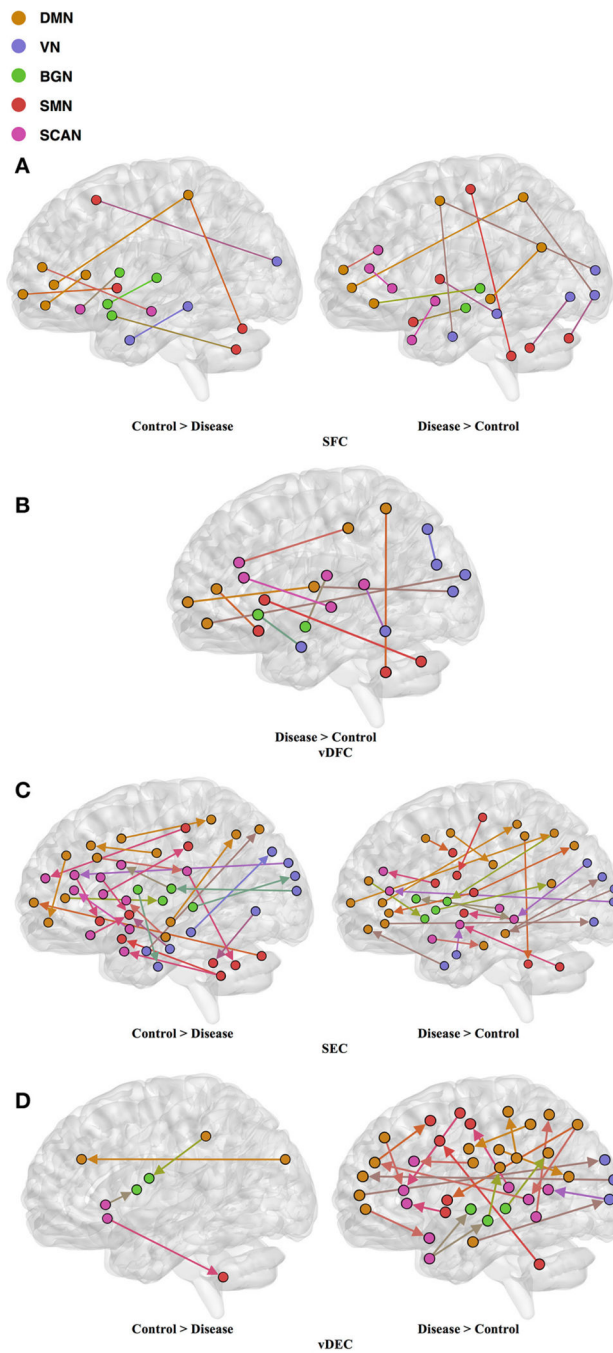 DMN
VN
BGN
SMN
SCAN
A
Control > Disease
Disease > Control
SFC
B
Disease > Control
vDFC
C
Control > Disease
Disease > Control
SEC
D
Control > Disease
Disease > Control
vDEC